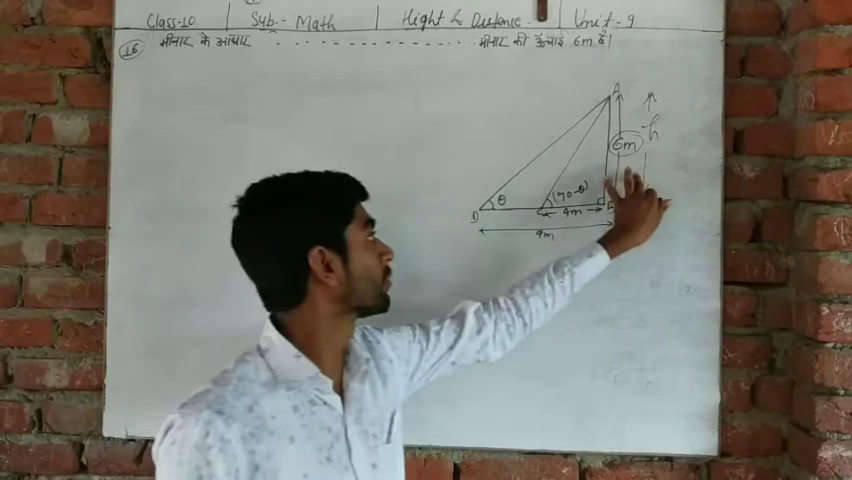 Class-10 Sub.- Math Hight & Distance Unit-9
(16) मीनार के आधार .................. मीनार की ऊँचाई 6m है।
A
h
6m
θ (90-θ)
D C 4m
9m